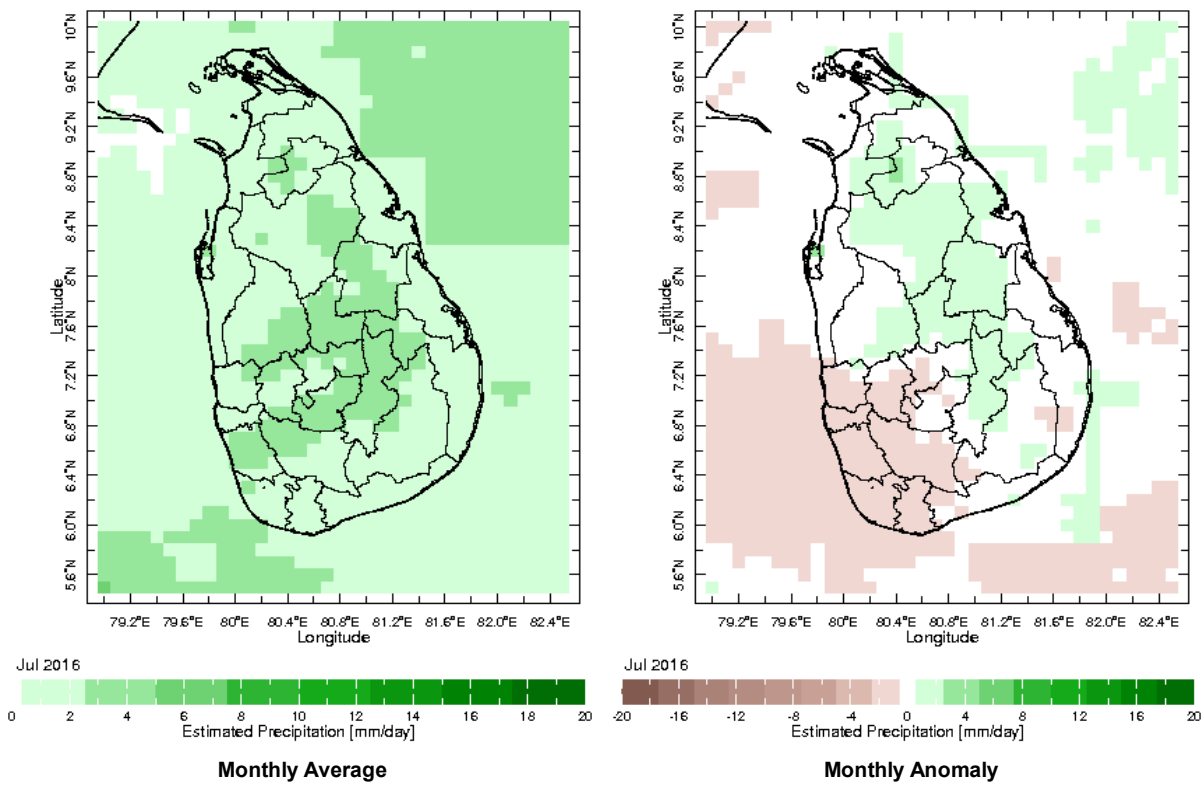 10°N
9.6°N
9.2°N
8.8°N
8.4°N
8°N
7.6°N
7.2°N
6.8°N
6.4°N
6.0°N
5.6°N
Latitude
79.2°E 79.6°E 80°E 80.4°E 80.8°E 81.2°E 81.6°E 82.0°E 82.4°E
Longitude
Jul 2016
0 2 4 6 8 10 12 14 16 18 20
Estimated Precipitation [mm/day]
Monthly Average
10°N
9.6°N
9.2°N
8.8°N
8.4°N
8°N
7.6°N
7.2°N
6.8°N
6.4°N
6.0°N
5.6°N
Latitude
79.2°E 79.6°E 80°E 80.4°E 80.8°E 81.2°E 81.6°E 82.0°E 82.4°E
Longitude
Jul 2016
-20 -16 -12 -8 -4 0 4 8 12 16 20
Estimated Precipitation [mm/day]
Monthly Anomaly